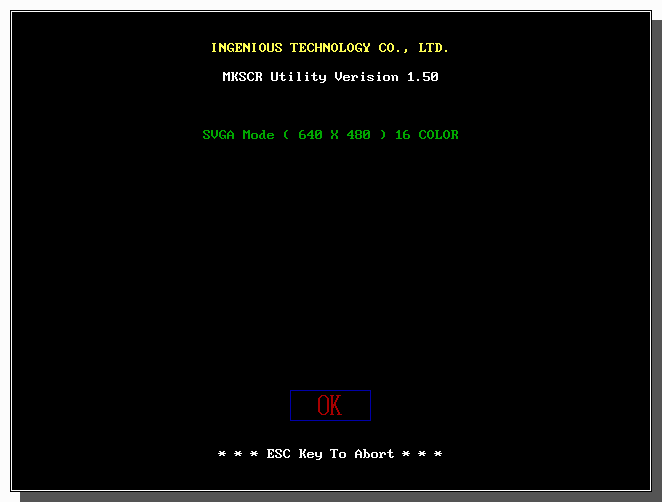 INGENIOUS TECHNOLOGY CO., LTD.
MKSCR Utility Verision 1.50
SVGA Mode ( 640 X 480 ) 16 COLOR
OK
* * * ESC Key To Abort * * *